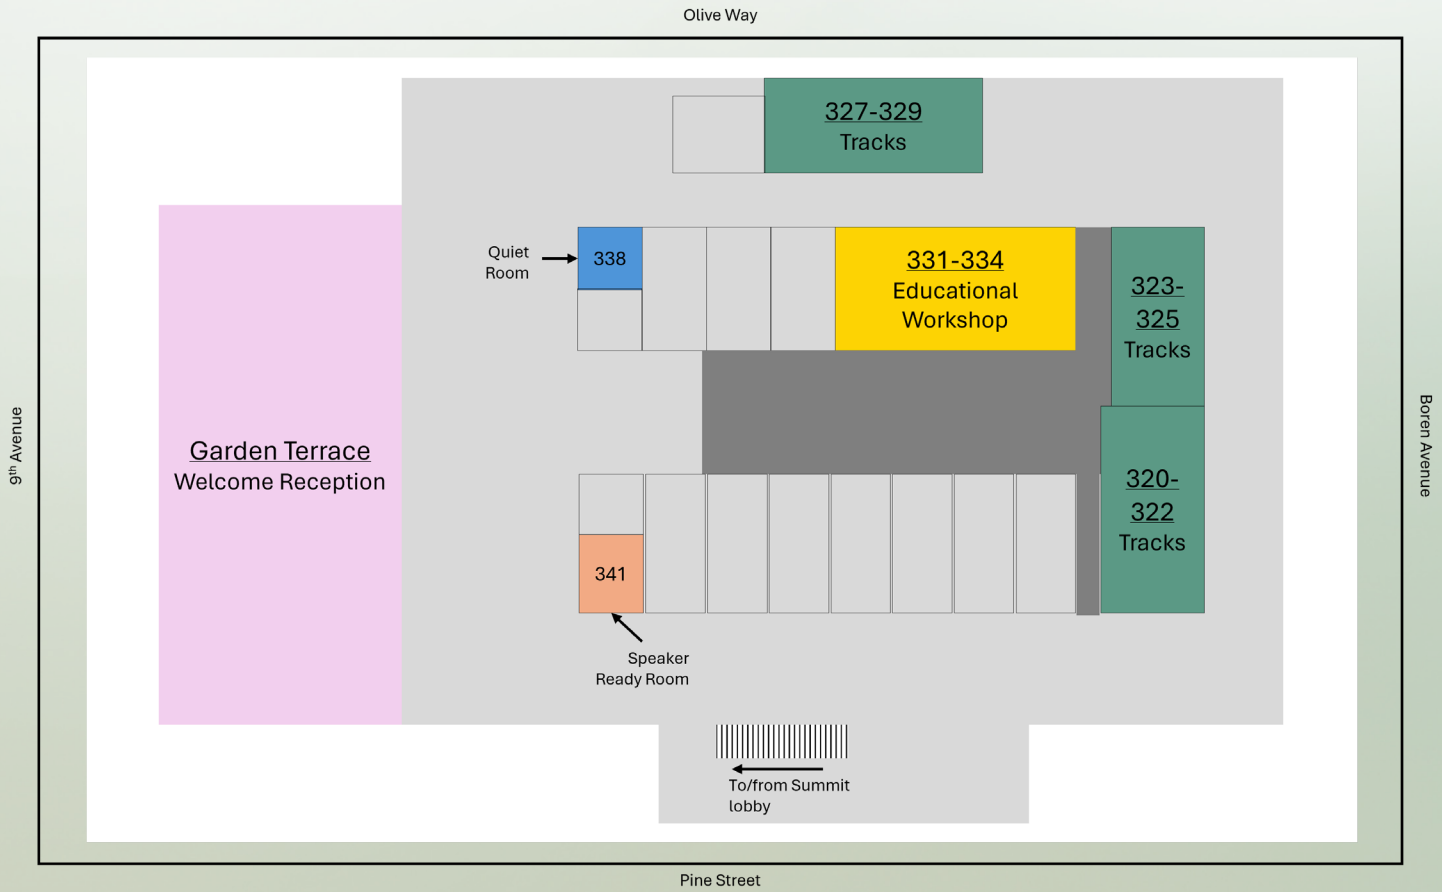 Olive Way
327-329
Tracks
Quiet
Room
338
331-334
Educational
Workshop
323-
325
Tracks
9th Avenue
Garden Terrace
Welcome Reception
Boren Avenue
320-
322
Tracks
341
Speaker
Ready Room
To/from Summit
lobby
Pine Street